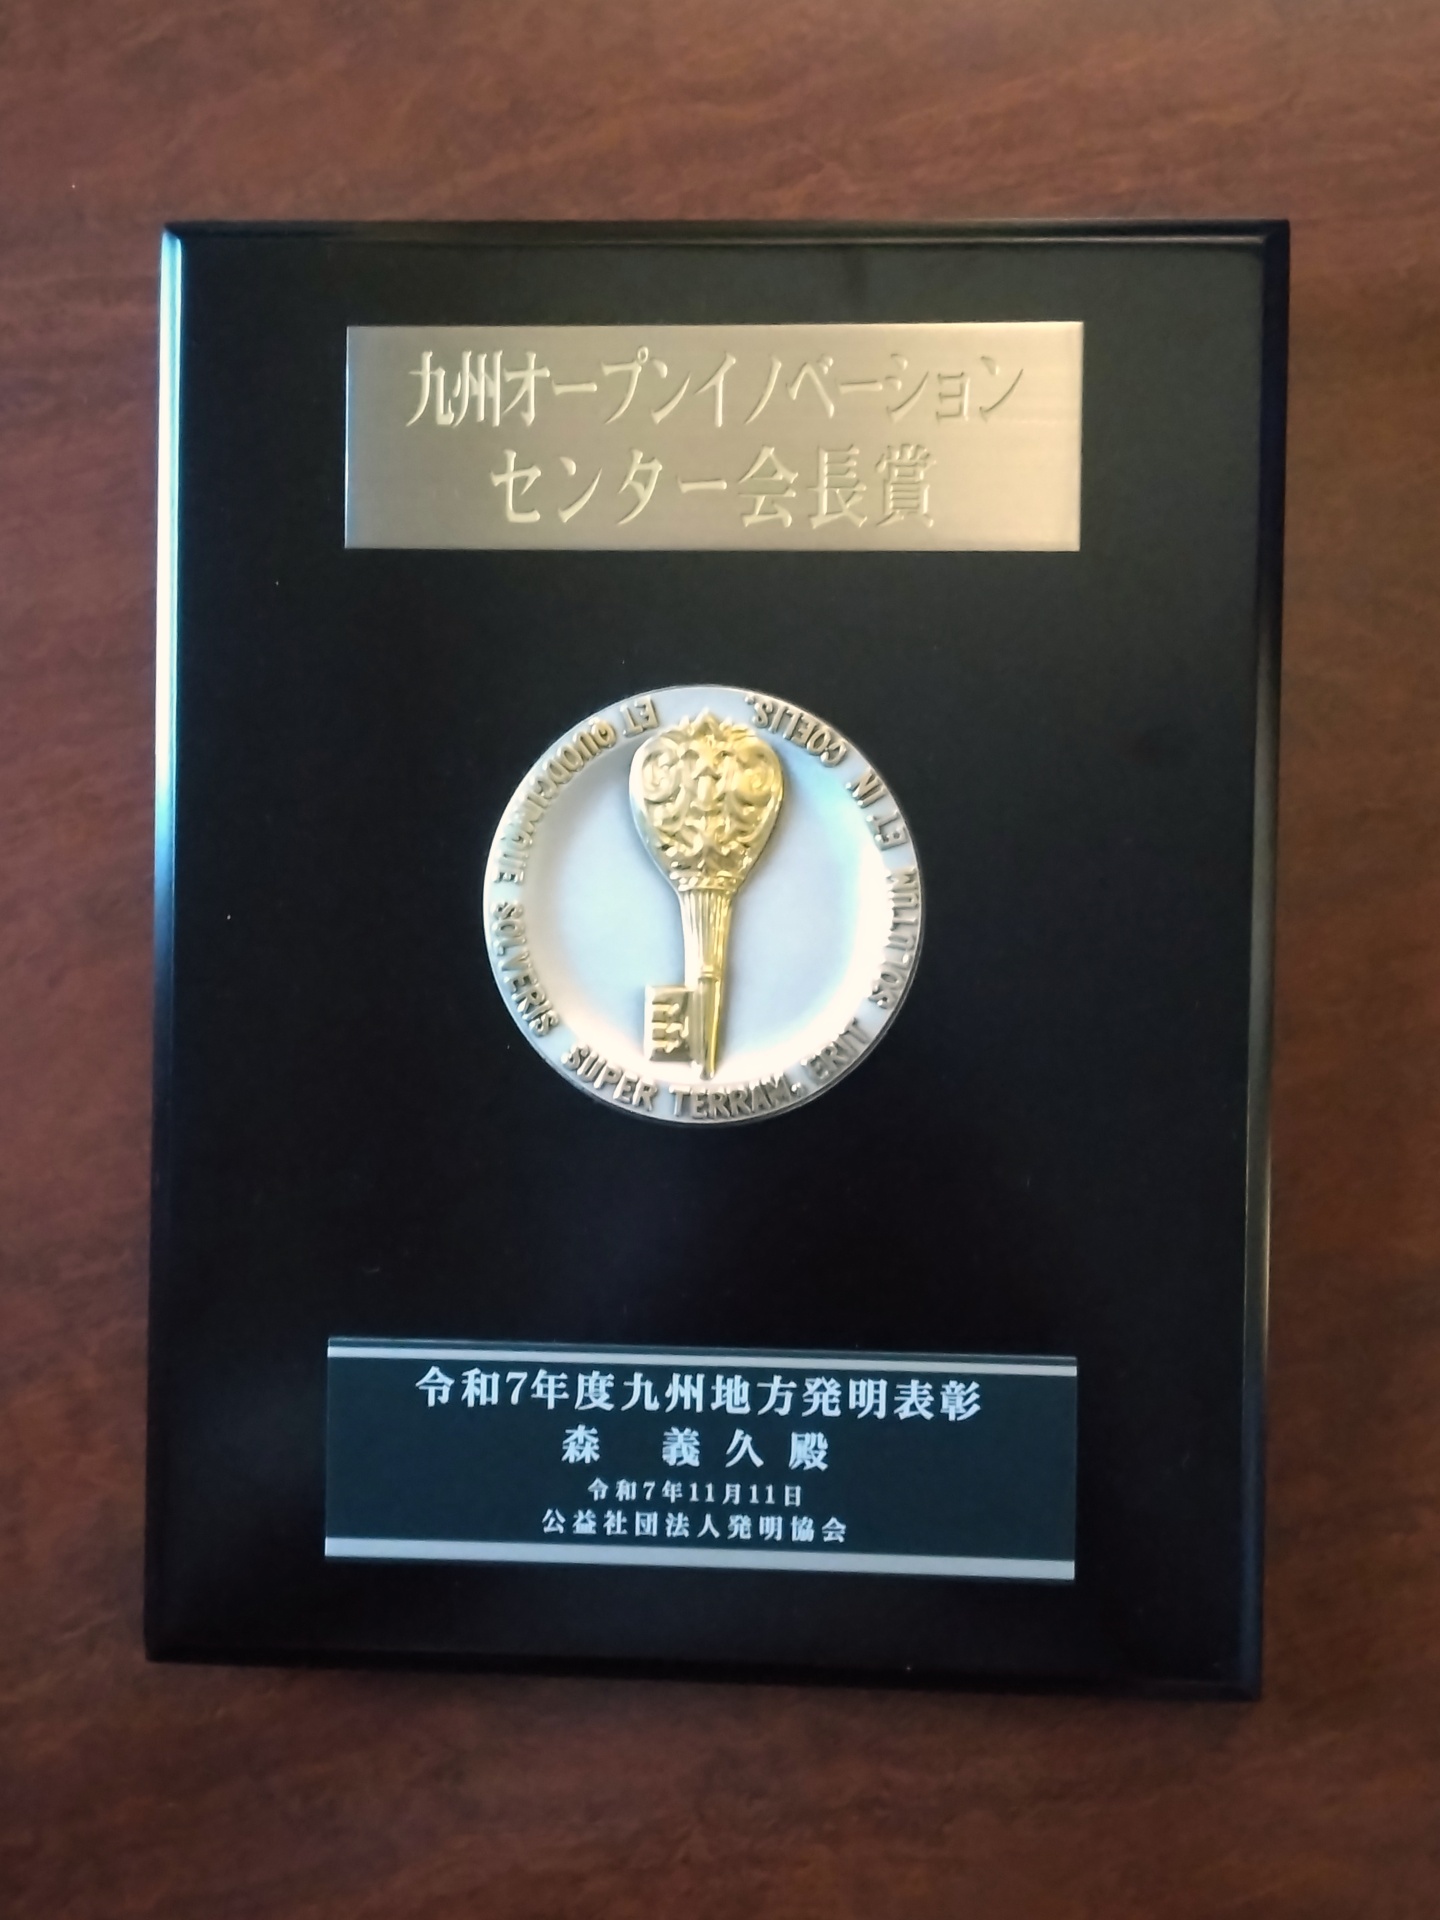 九州オープンイノベーション
センター会長賞
ET QUODCUMQUE SOLVERIS SUPER TERRAM, ERIT SOLUTUM ET IN COELIS.
令和7年度九州地方発明表彰
森 義久殿
令和7年11月11日
公益社団法人発明協会